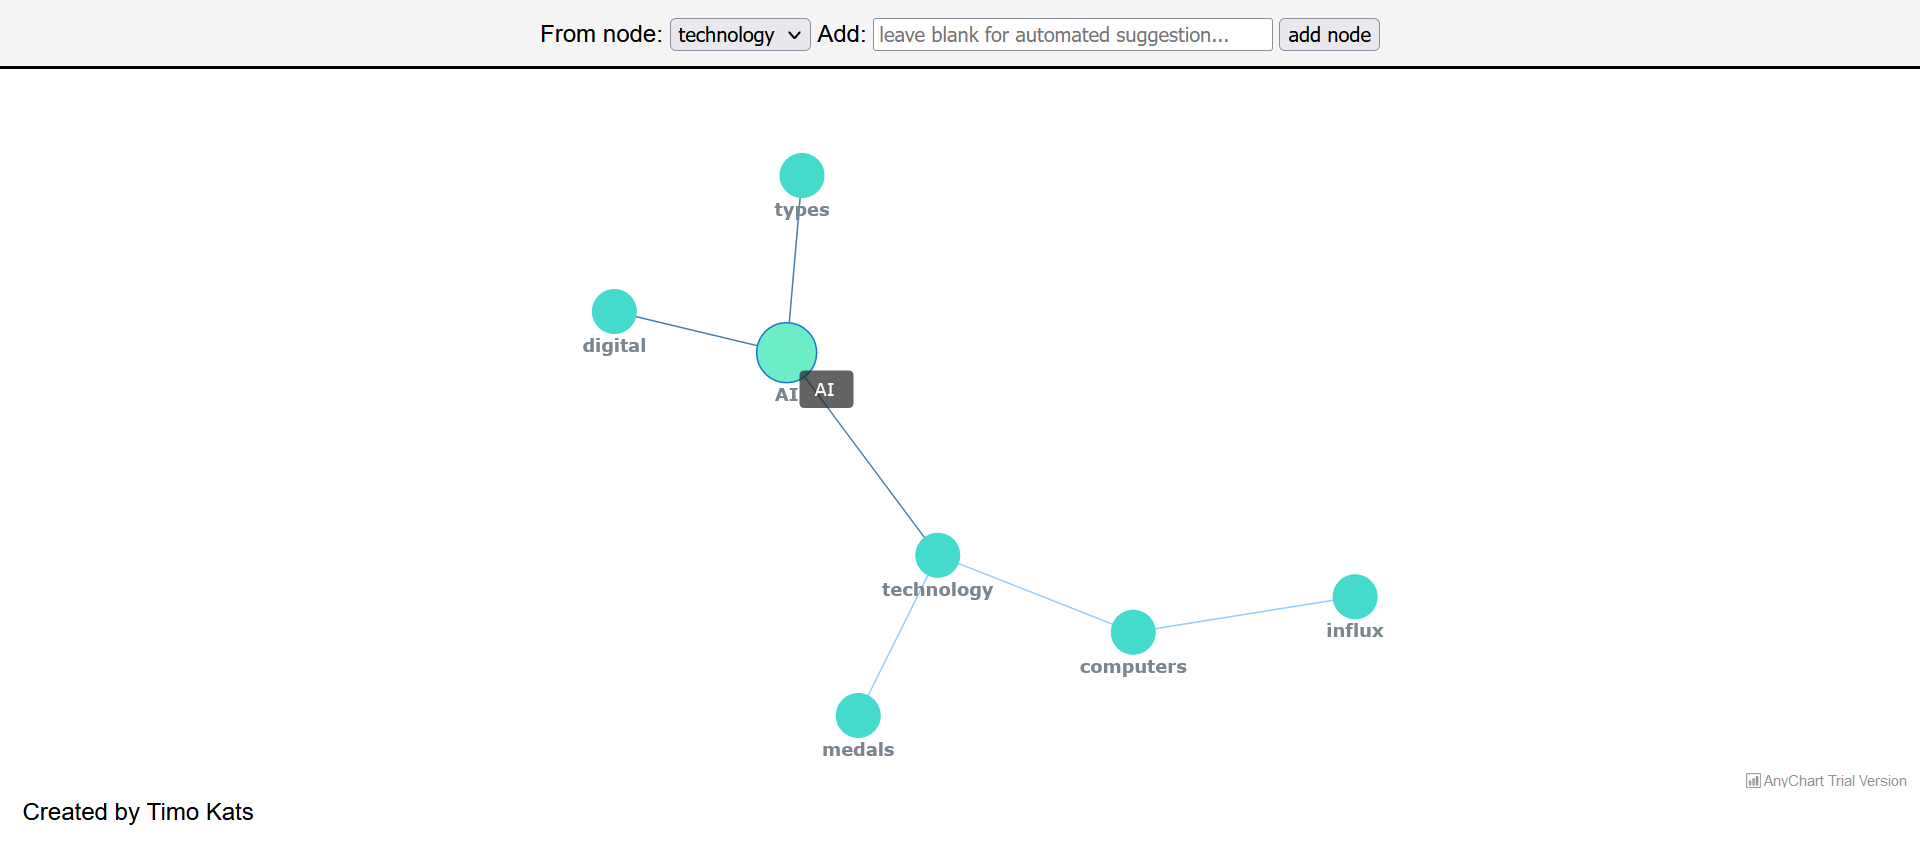 From node: technology Add: leave blank for automated suggestion... add node
types
digital
AI AI
technology
influx
computers
medals
AnyChart Trial Version
Created by Timo Kats